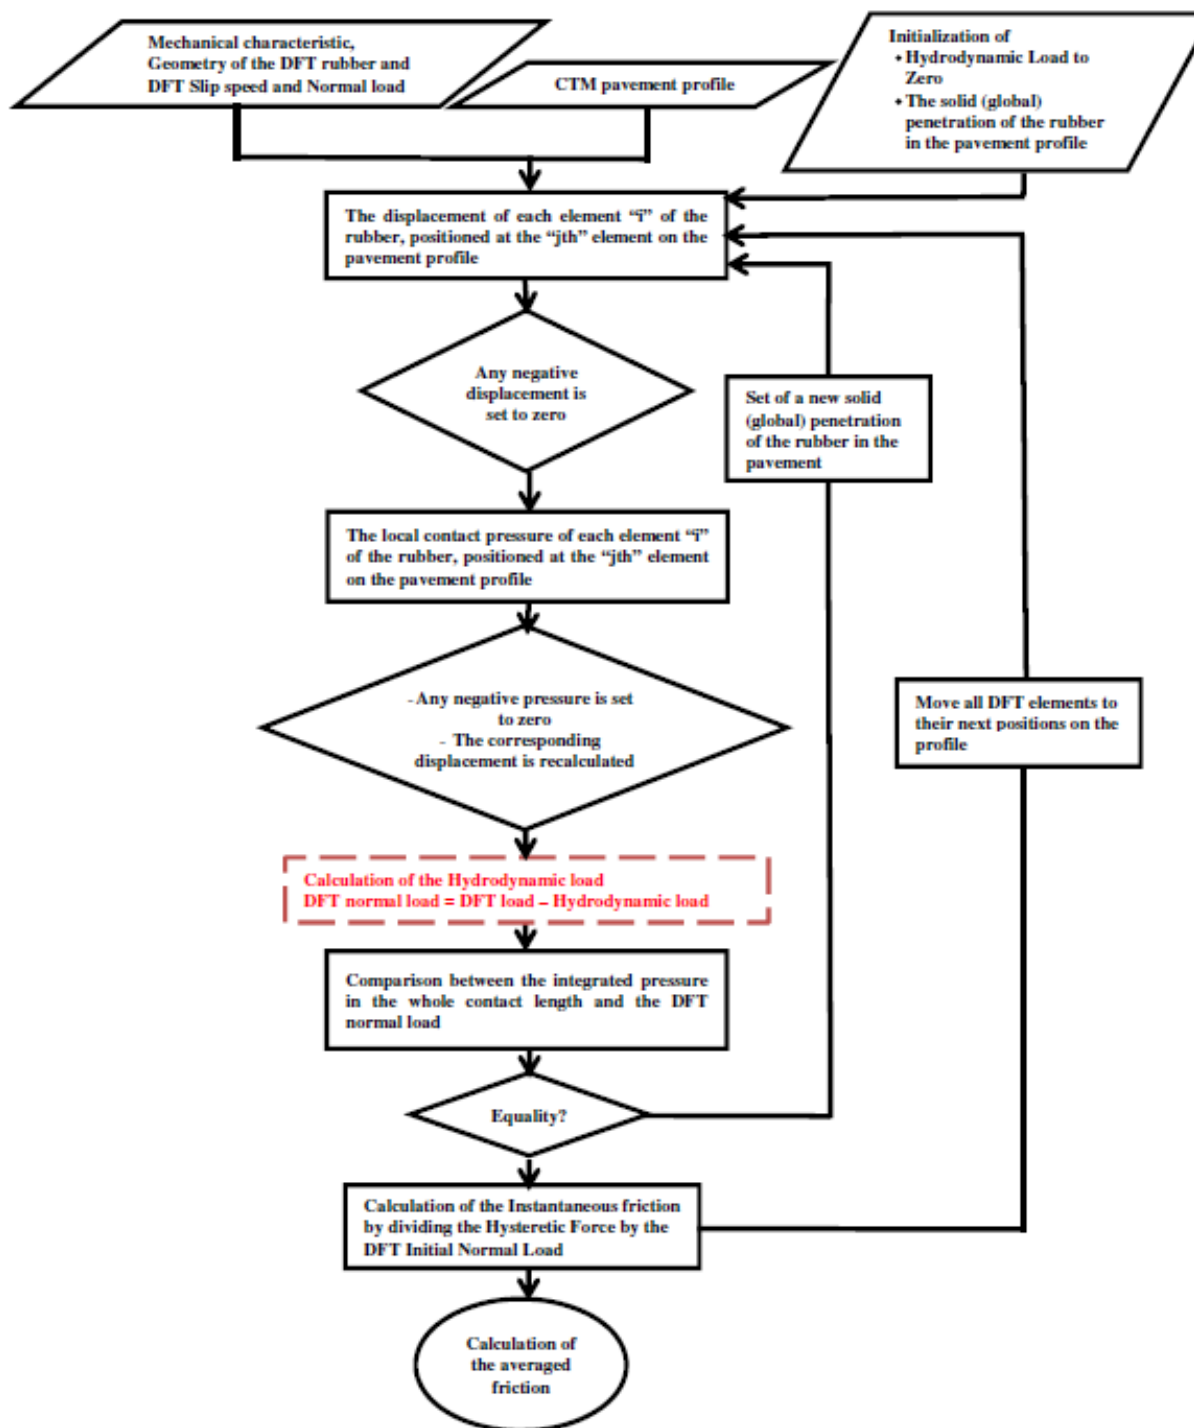 Mechanical characteristic,
Geometry of the DFT rubber and
DFT Slip speed and Normal load
CTM pavement profile
Initialization of
• Hydrodynamic Load to
Zero
• The solid (global)
penetration of the rubber
in the pavement profile
The displacement of each element “i” of the
rubber, positioned at the “jth” element on the
pavement profile
Any negative
displacement is
set to zero
Set of a new solid
(global) penetration
of the rubber in the
pavement
The local contact pressure of each element “i”
of the rubber, positioned at the “jth” element
on the pavement profile
- Any negative pressure is set
to zero
- The corresponding
displacement is recalculated
Move all DFT elements to
their next positions on the
profile
Calculation of the Hydrodynamic load
DFT normal load = DFT load – Hydrodynamic load
Comparison between the integrated pressure
in the whole contact length and the DFT
normal load
Equality?
Calculation of the Instantaneous friction
by dividing the Hysteretic Force by the
DFT Initial Normal Load
Calculation of
the averaged
friction